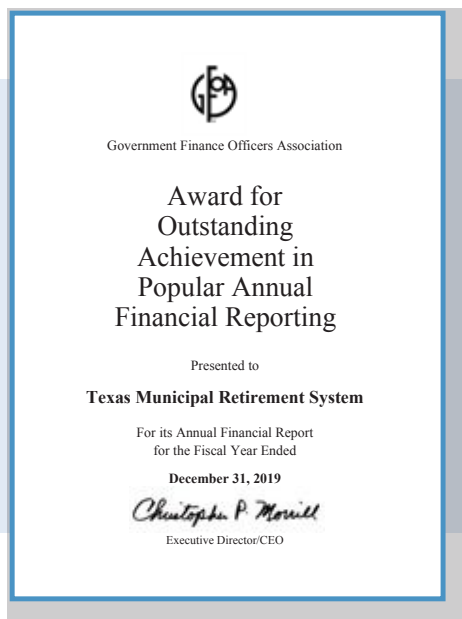 GFOA
Government Finance Officers Association
Award for
Outstanding
Achievement in
Popular Annual
Financial Reporting
Presented to
Texas Municipal Retirement System
For its Annual Financial Report
for the Fiscal Year Ended
December 31, 2019
Christopher P. Morrill
Executive Director/CEO